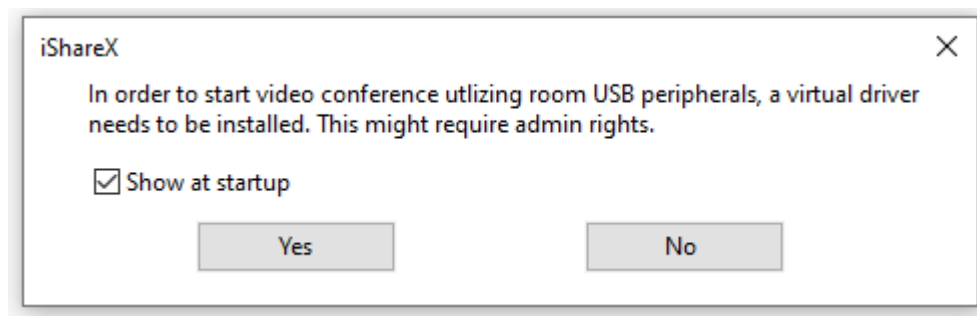 iShareX
In order to start video conference utlizing room USB peripherals, a virtual driver
needs to be installed. This might require admin rights.
Show at startup
Yes
No